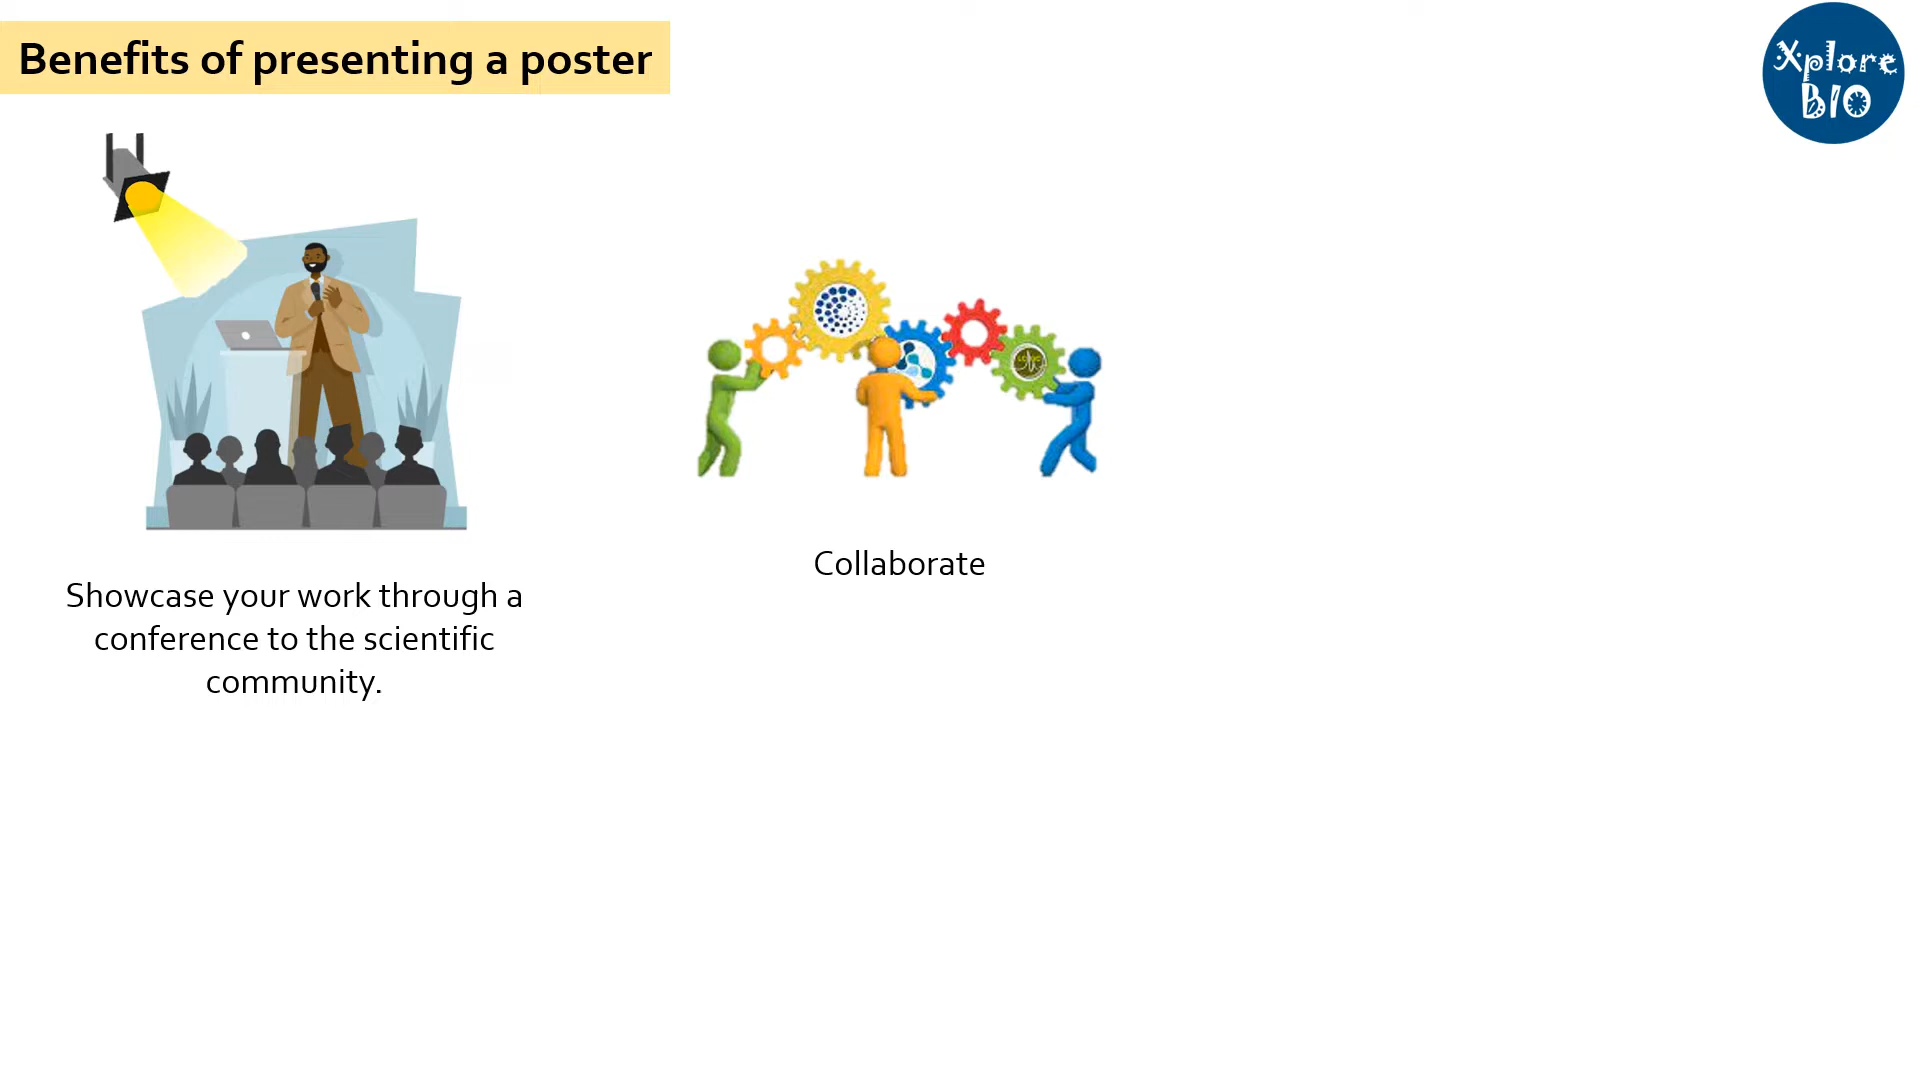 Benefits of presenting a poster
Xplore
BIO
Showcase your work through a
conference to the scientific
community.
Collaborate